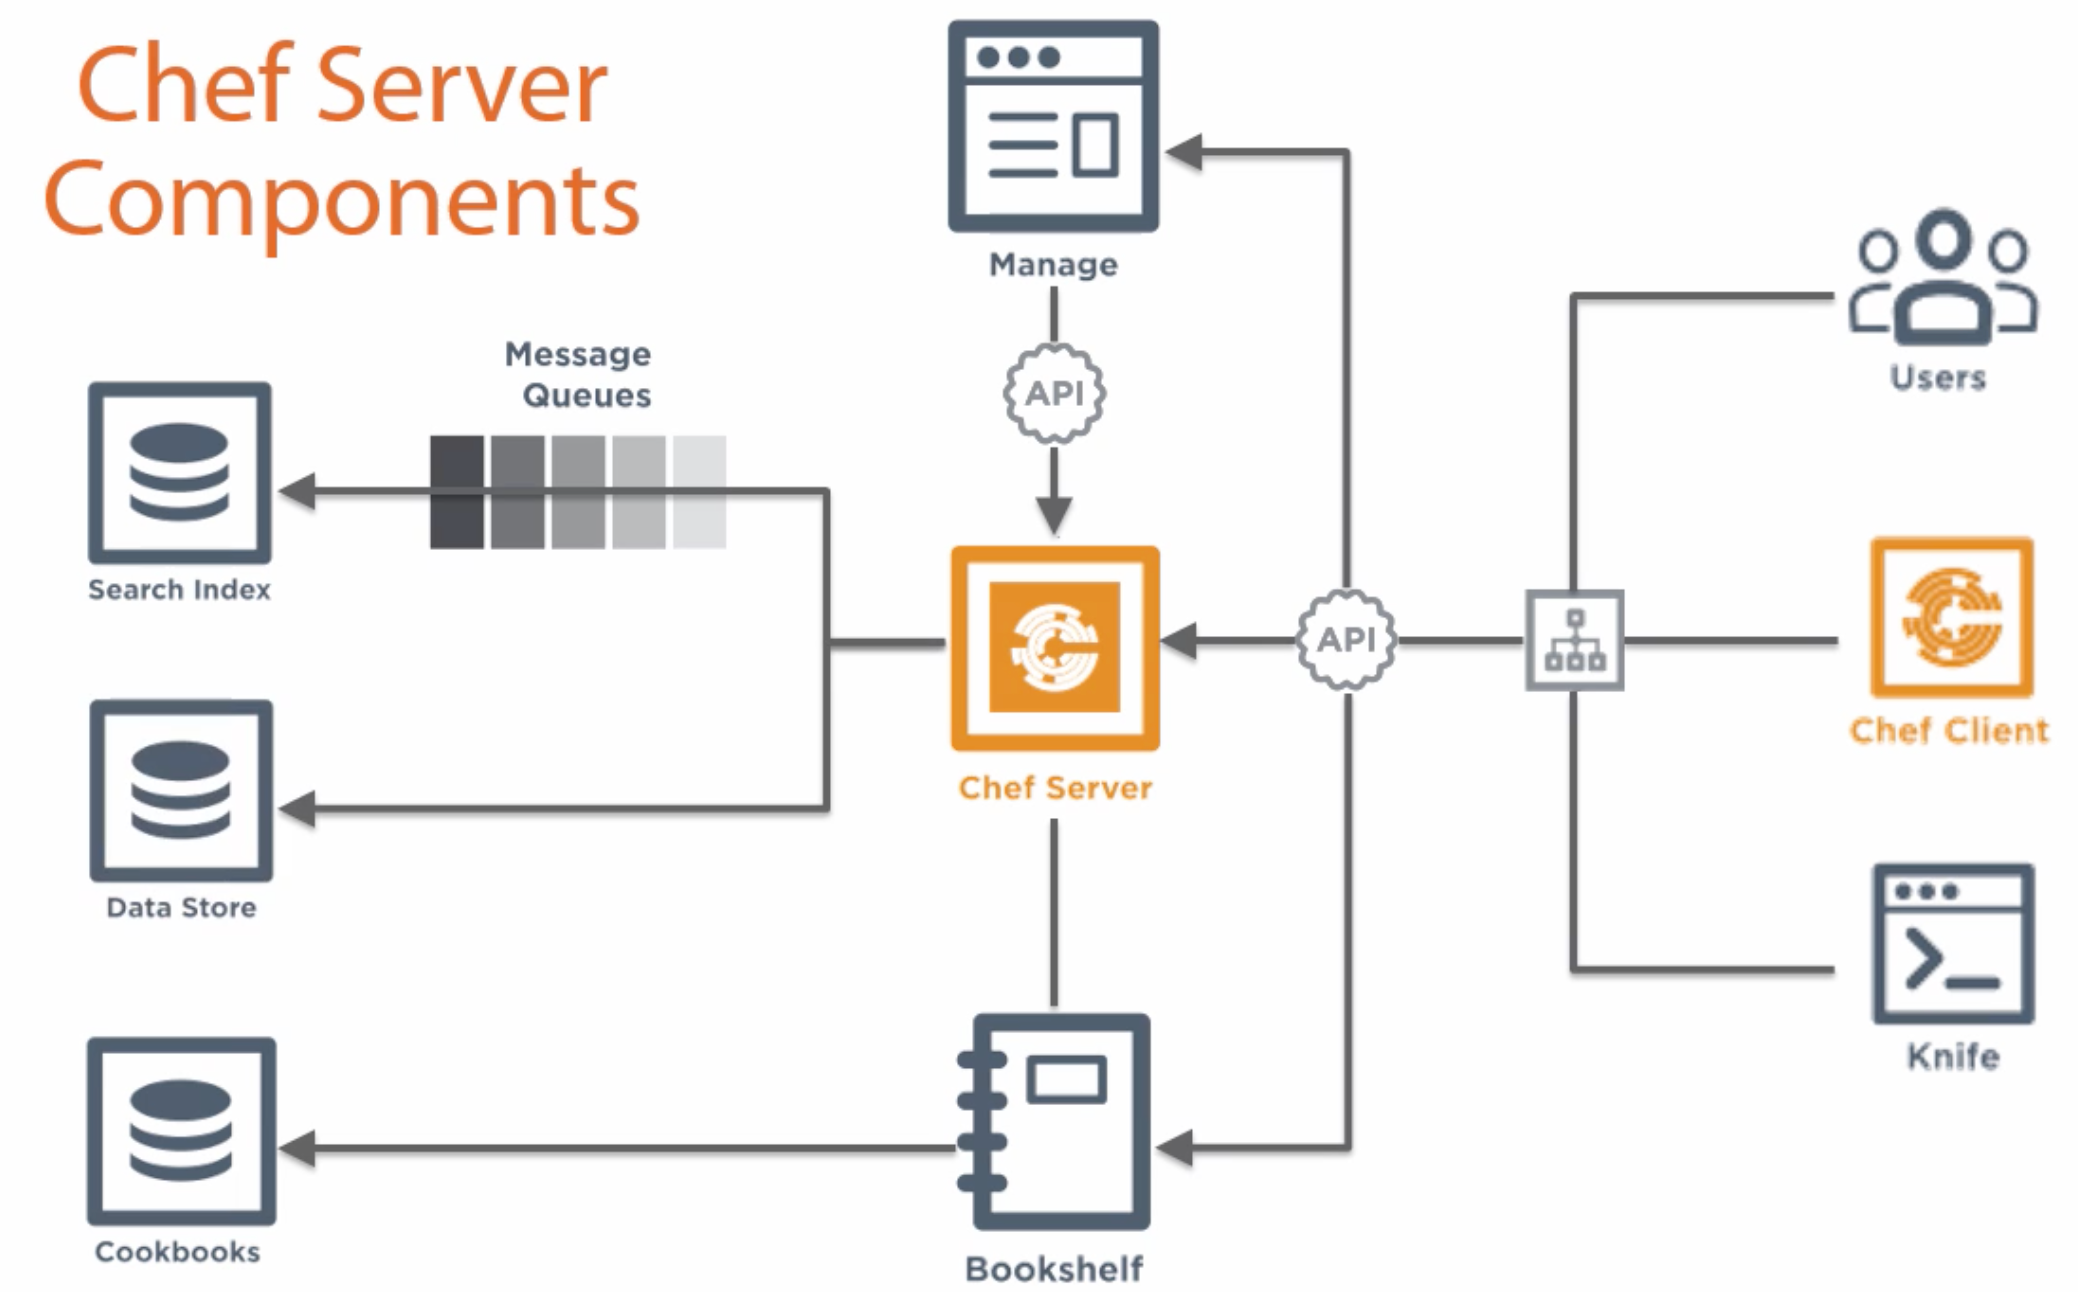 Chef Server
Components
Manage
Message
Queues
API
Users
Search Index
API
Chef Client
Chef Server
Data Store
Knife
Cookbooks
Bookshelf